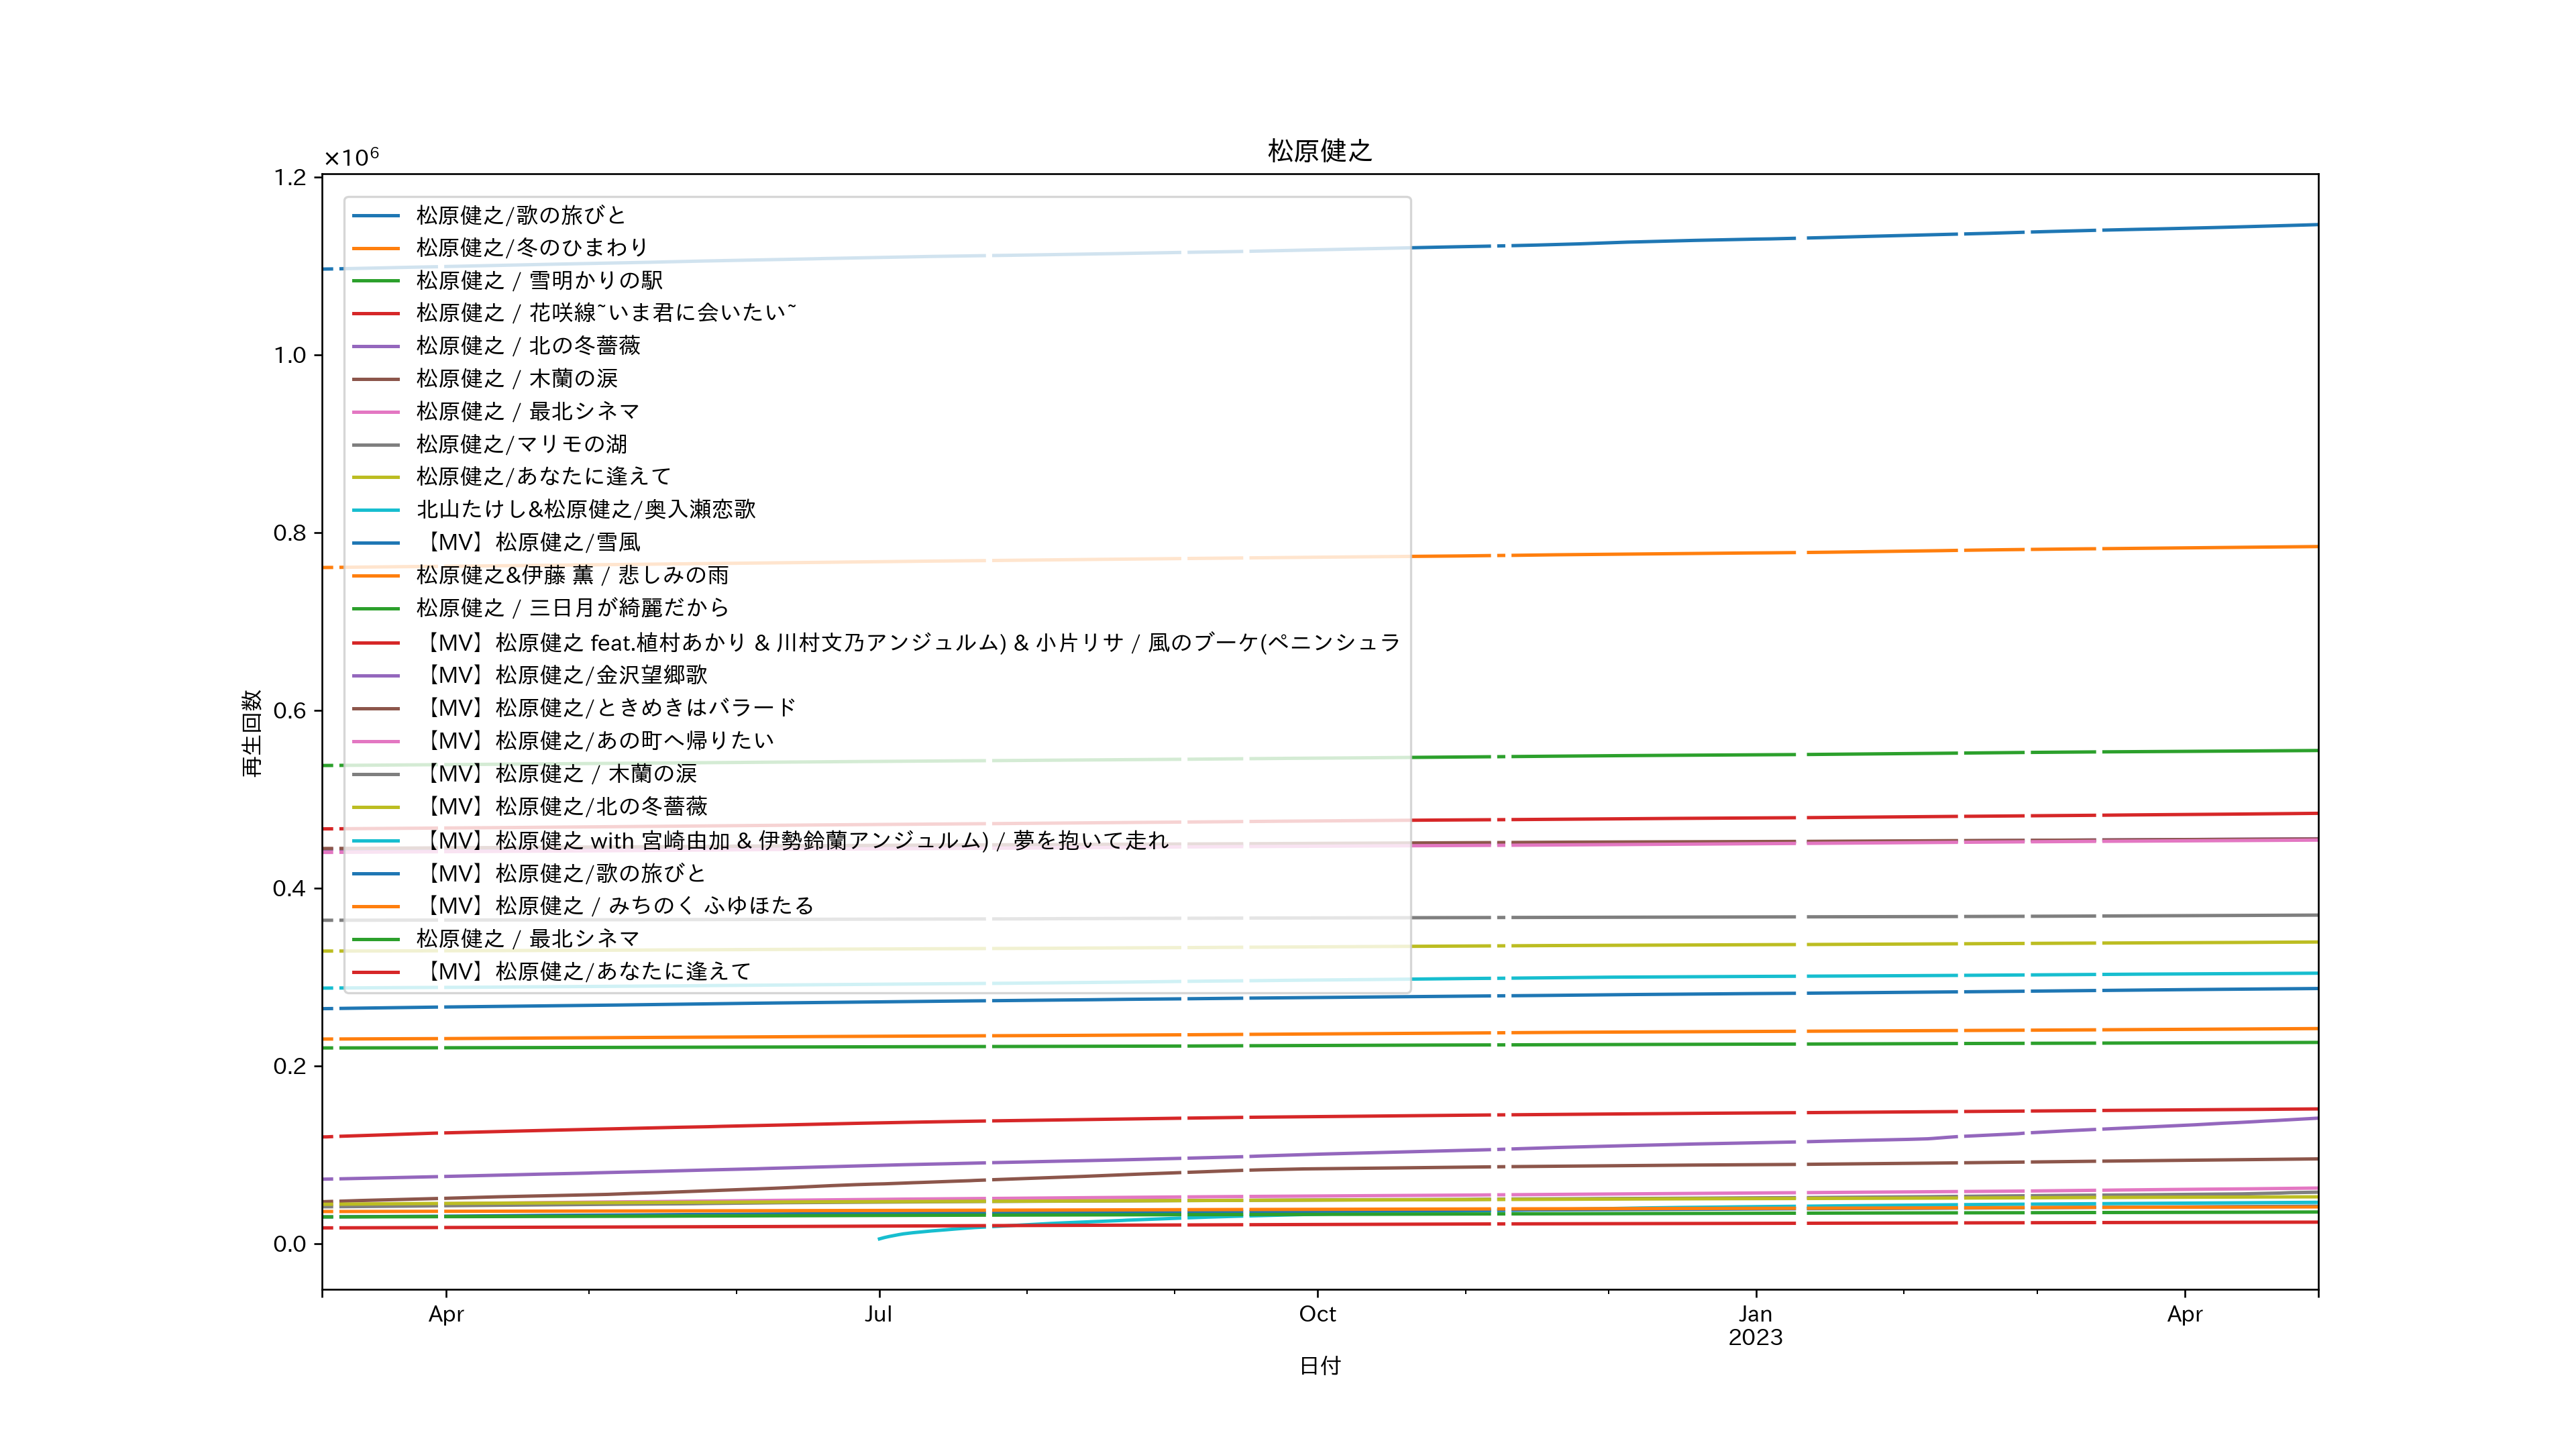 松原健之
×10⁶
1.2
1.0
0.8
0.6
0.4
0.2
0.0
再生回数
松原健之/歌の旅びと
松原健之/冬のひまわり
松原健之 / 雪明かりの駅
松原健之 / 花咲線~いま君に会いたい~
松原健之 / 北の冬薔薇
松原健之 / 木蘭の涙
松原健之 / 最北シネマ
松原健之/マリモの湖
松原健之/あなたに逢えて
北山たけし&松原健之/奥入瀬恋歌
【MV】松原健之/雪風
松原健之&伊藤 薫 / 悲しみの雨
松原健之 / 三日月が綺麗だから
【MV】松原健之 feat.植村あかり & 川村文乃アンジュルム) & 小片リサ / 風のブーケ(ペニンシュラ
【MV】松原健之/金沢望郷歌
【MV】松原健之/ときめきはバラード
【MV】松原健之/あの町へ帰りたい
【MV】松原健之 / 木蘭の涙
【MV】松原健之/北の冬薔薇
【MV】松原健之 with 宮崎由加 & 伊勢鈴蘭アンジュルム) / 夢を抱いて走れ
【MV】松原健之/歌の旅びと
【MV】松原健之 / みちのく ふゆほたる
松原健之 / 最北シネマ
【MV】松原健之/あなたに逢えて
Apr Jul Oct Jan Apr
2023
日付